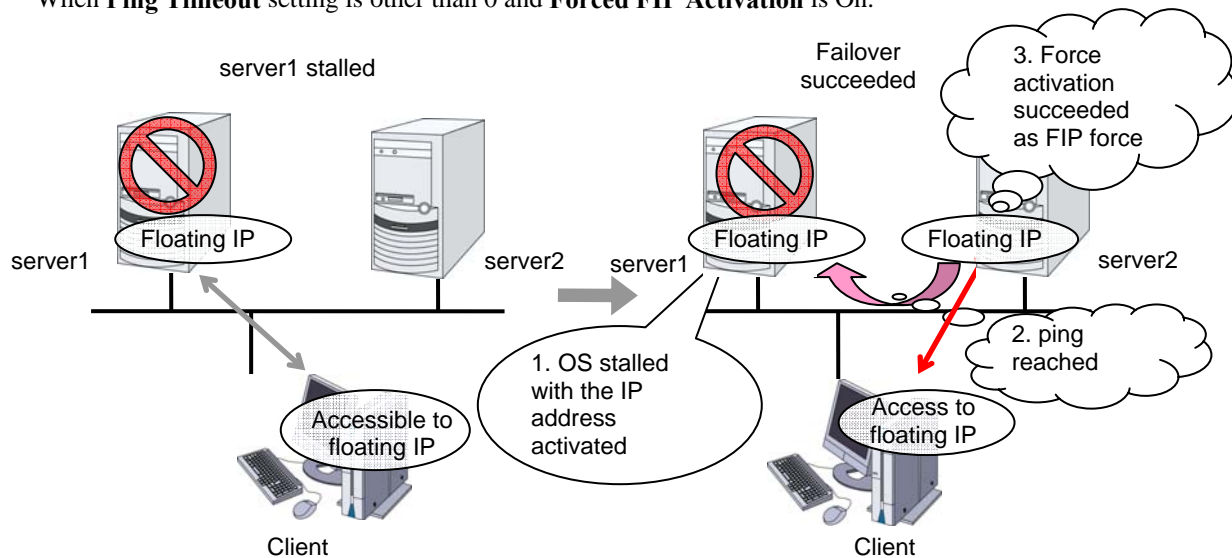 When Ping Timeout setting is other than 0 and Forced FIP Activation is On:
server1 stalled
Floating IP
server1
server2
Accessible to
floating IP
Client
Failover
succeeded
3. Force
activation
succeeded
as FIP force
Floating IP
Floating IP
server1
server2
1. OS stalled
with the IP
address
activated
2. ping
reached
Access to
floating IP
Client